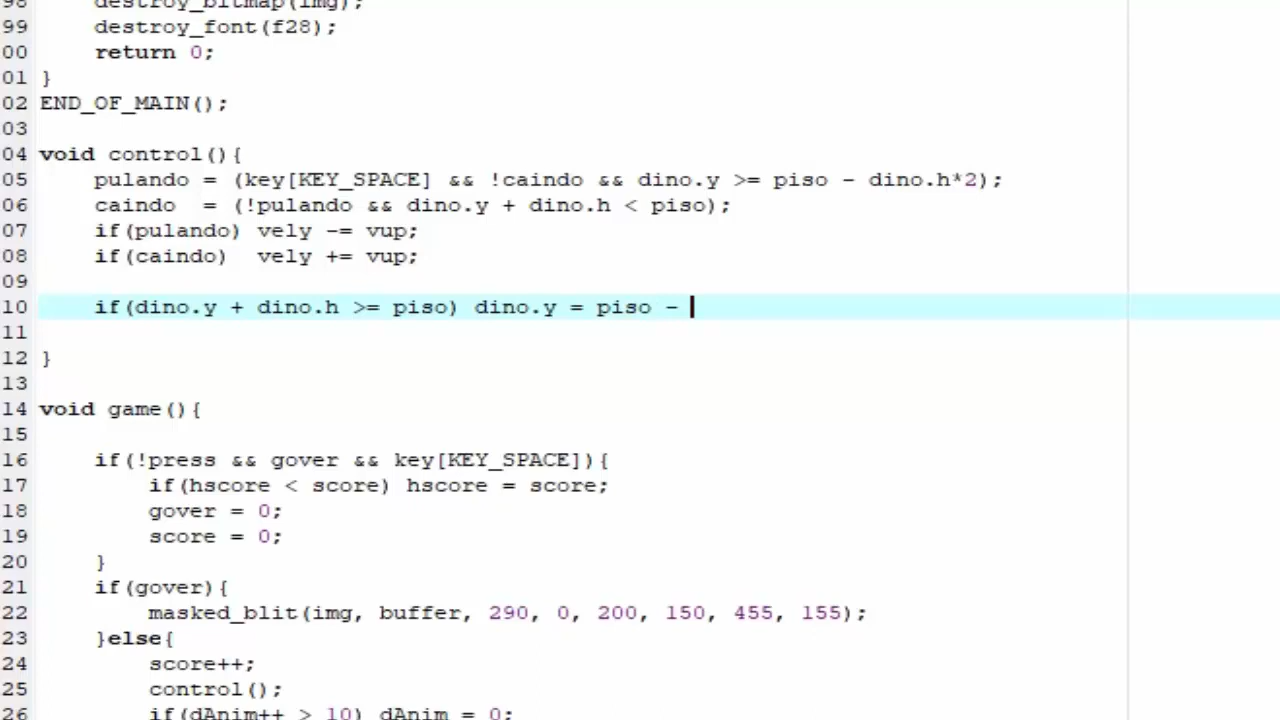 98 destroy_bitmap(img);
99 destroy_font(f28);
00 return 0;
01 }
02 END_OF_MAIN();
03
04 void control(){
05 pulando = (key[KEY_SPACE] && !caindo && dino.y >= piso - dino.h*2);
06 caindo  = (!pulando && dino.y + dino.h < piso);
07 if(pulando) vely -= vup;
08 if(caindo)  vely += vup;
09
10 if(dino.y + dino.h >= piso) dino.y = piso -
11
12 }
13
14 void game(){
15
16 if(!press && gover && key[KEY_SPACE]){
17 if(hscore < score) hscore = score;
18 gover = 0;
19 score = 0;
20 }
21 if(gover){
22 masked_blit(img, buffer, 290, 0, 200, 150, 455, 155);
23 }else{
24 score++;
25 control();
26 if(dAnim++ > 10) dAnim = 0;